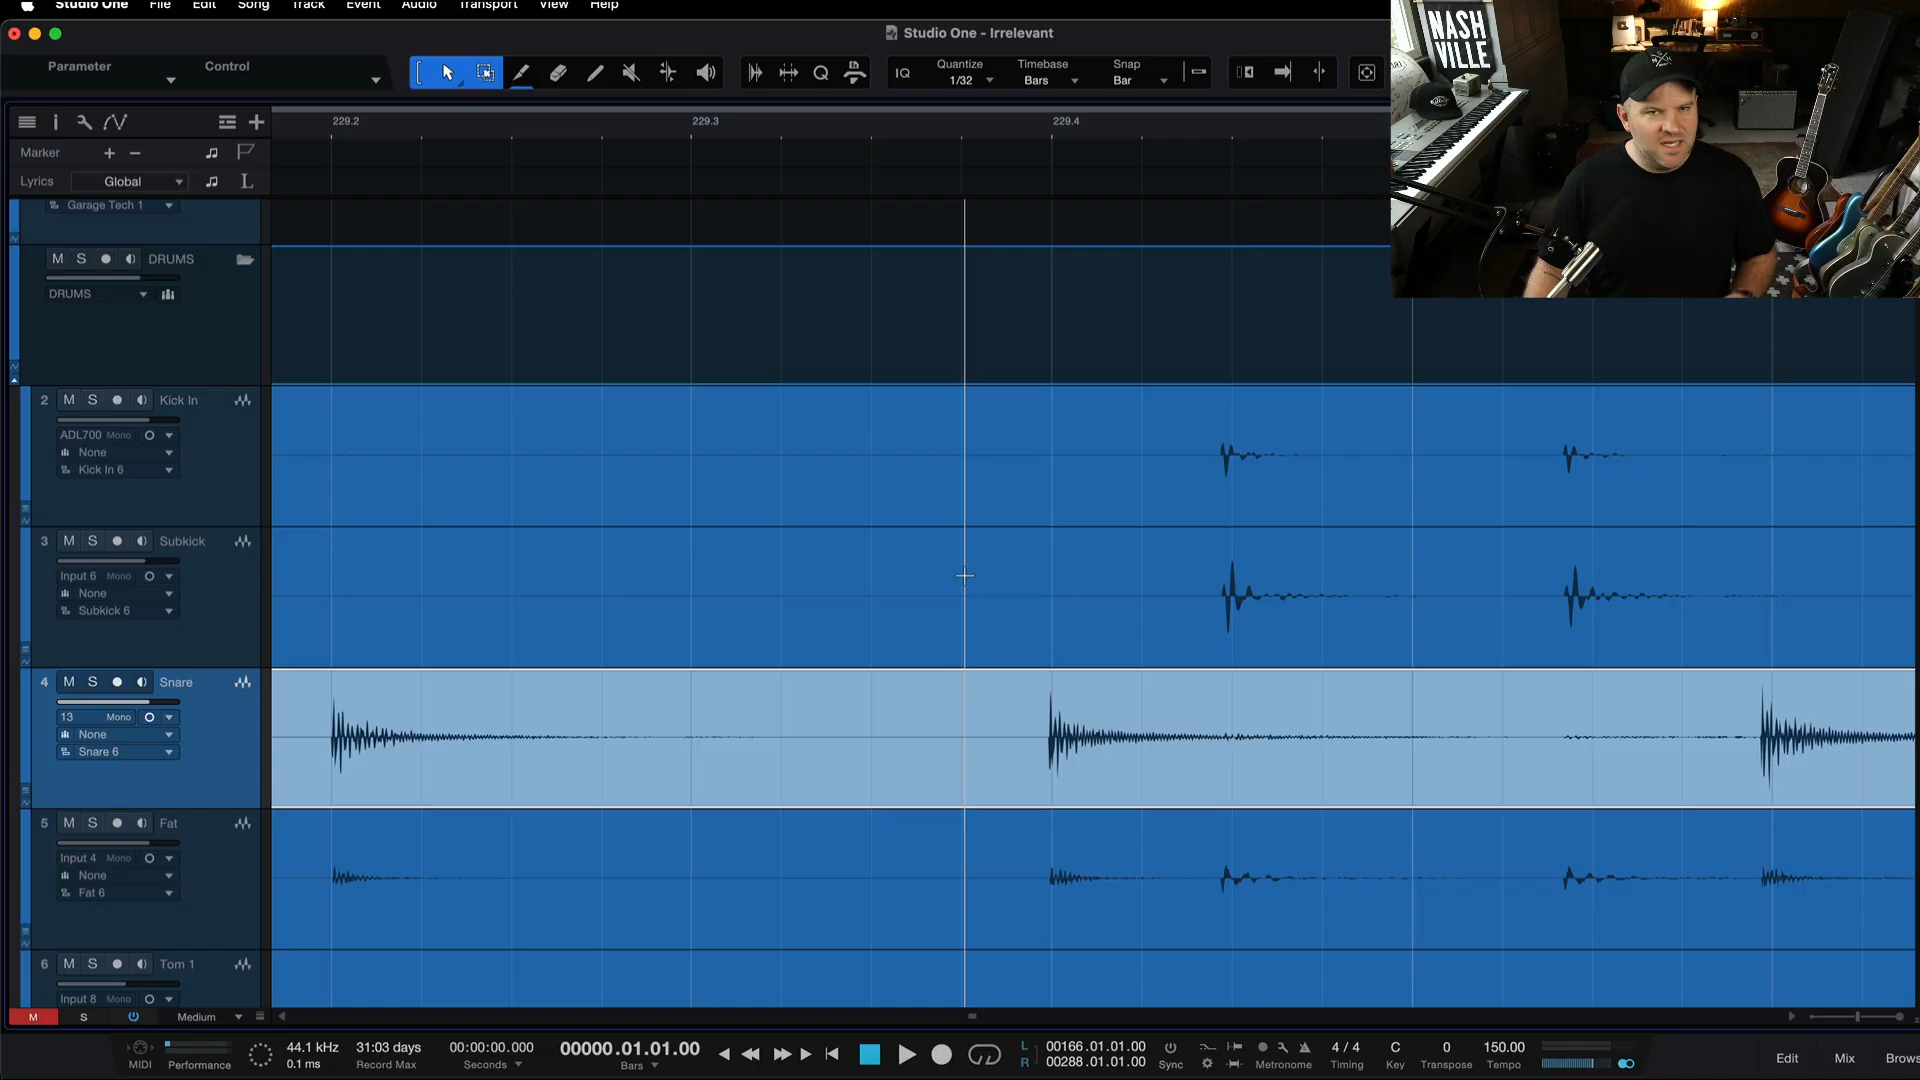 Studio One File Edit Song Track Event Audio Transport View Help
Studio One - Irrelevant
Parameter Control
Quantize 1/32
Timebase Bars
Snap Bar
IQ
NASH
VILLE
229.2 229.3 229.4
Marker
Lyrics Global L
Garage Tech 1
M S DRUMS
DRUMS
2 M S Kick In
ADL700 Mono
None
Kick In 6
3 M S Subkick
Input 6 Mono
None
Subkick 6
4 M S Snare
13 Mono
None
Snare 6
5 M S Fat
Input 4 Mono
None
Fat 6
6 M S Tom 1
Input 8 Mono
M S Medium
MIDI Performance
44.1 kHz
0.1 ms
31:03 days
Record Max
00:00:00.000
Seconds
00000.01.01.00
Bars
L 00166.01.01.00
R 00288.01.01.00
Sync
Metronome
4 / 4
Timing
C
Key
0
Transpose
150.00
Tempo
Edit Mix Brows